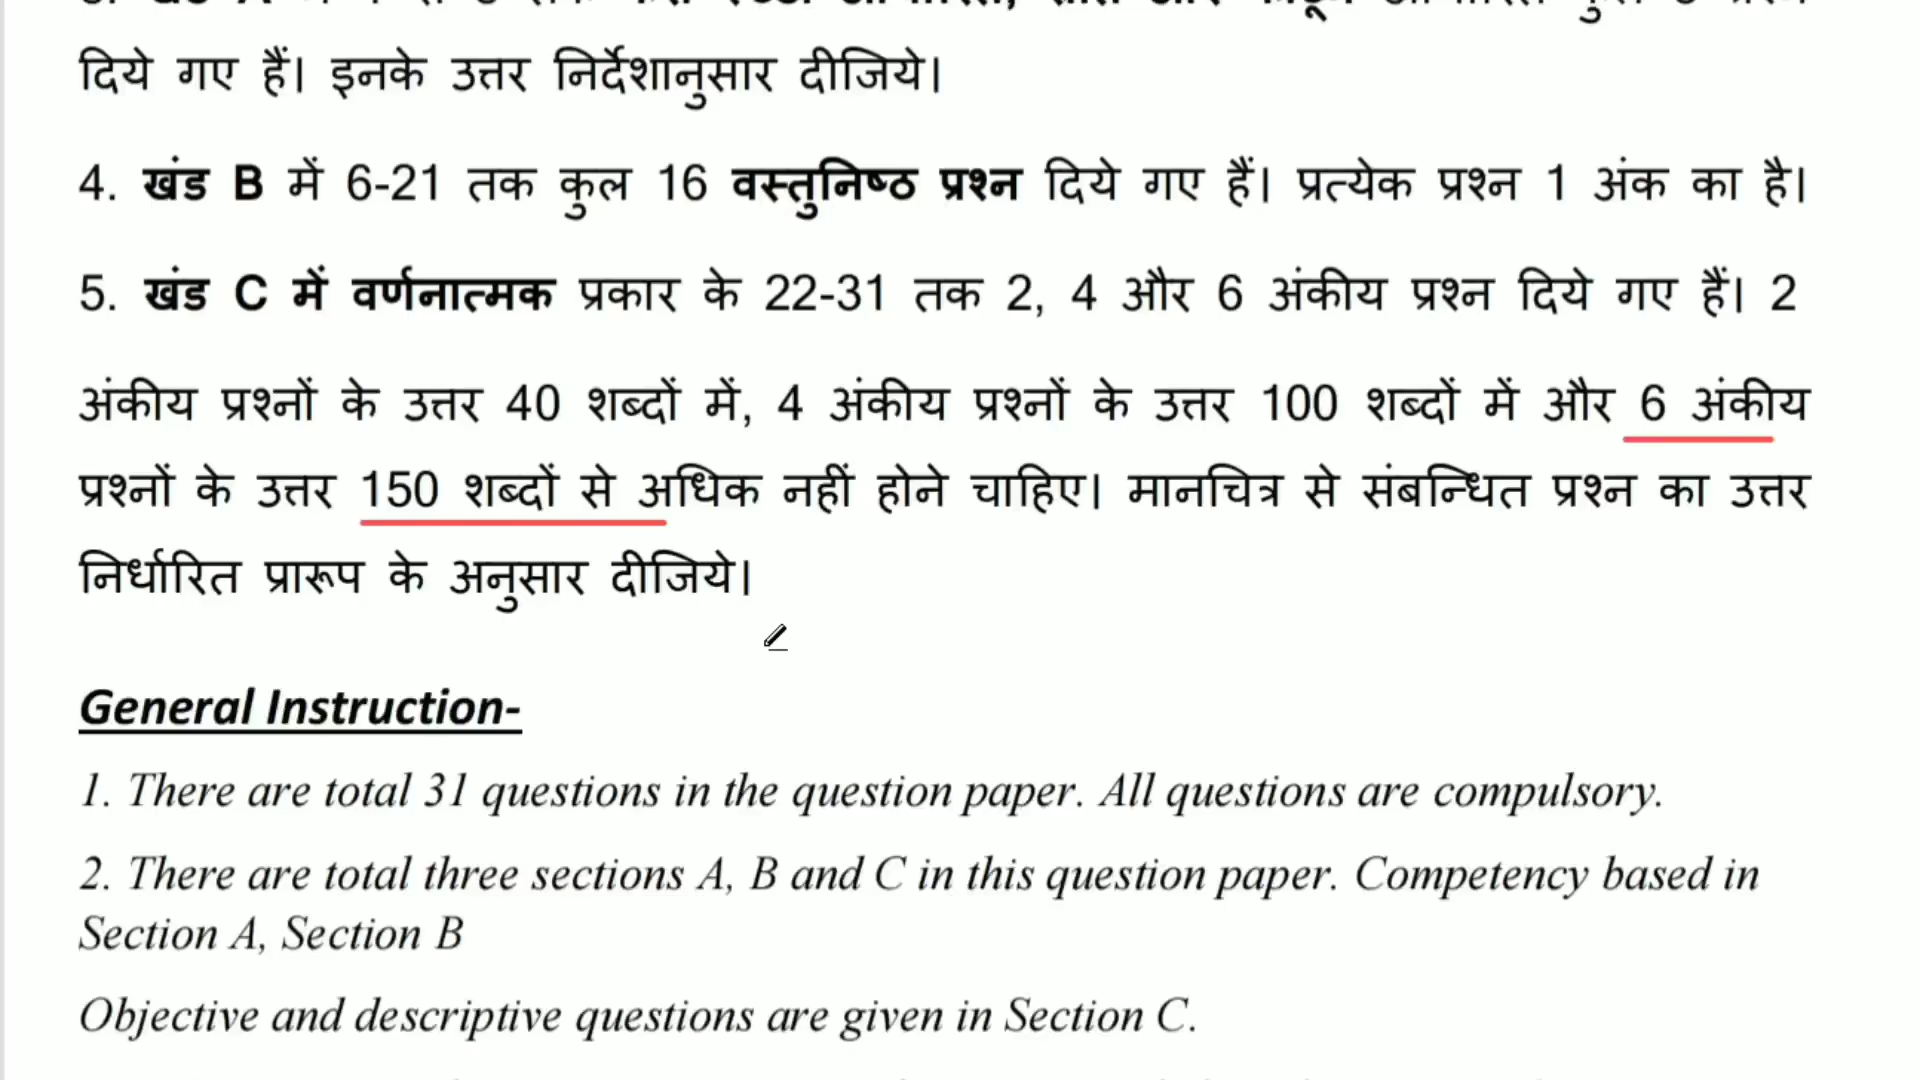 दिये गए हैं। इनके उत्तर निर्देशानुसार दीजिये।
4. खंड B में 6-21 तक कुल 16 वस्तुनिष्ठ प्रश्न दिये गए हैं। प्रत्येक प्रश्न 1 अंक का है।
5. खंड C में वर्णनात्मक प्रकार के 22-31 तक 2, 4 और 6 अंकीय प्रश्न दिये गए हैं। 2
अंकीय प्रश्नों के उत्तर 40 शब्दों में, 4 अंकीय प्रश्नों के उत्तर 100 शब्दों में और 6 अंकीय
प्रश्नों के उत्तर 150 शब्दों से अधिक नहीं होने चाहिए। मानचित्र से संबन्धित प्रश्न का उत्तर
निर्धारित प्रारूप के अनुसार दीजिये।
General Instruction-
1. There are total 31 questions in the question paper. All questions are compulsory.
2. There are total three sections A, B and C in this question paper. Competency based in
Section A, Section B
Objective and descriptive questions are given in Section C.